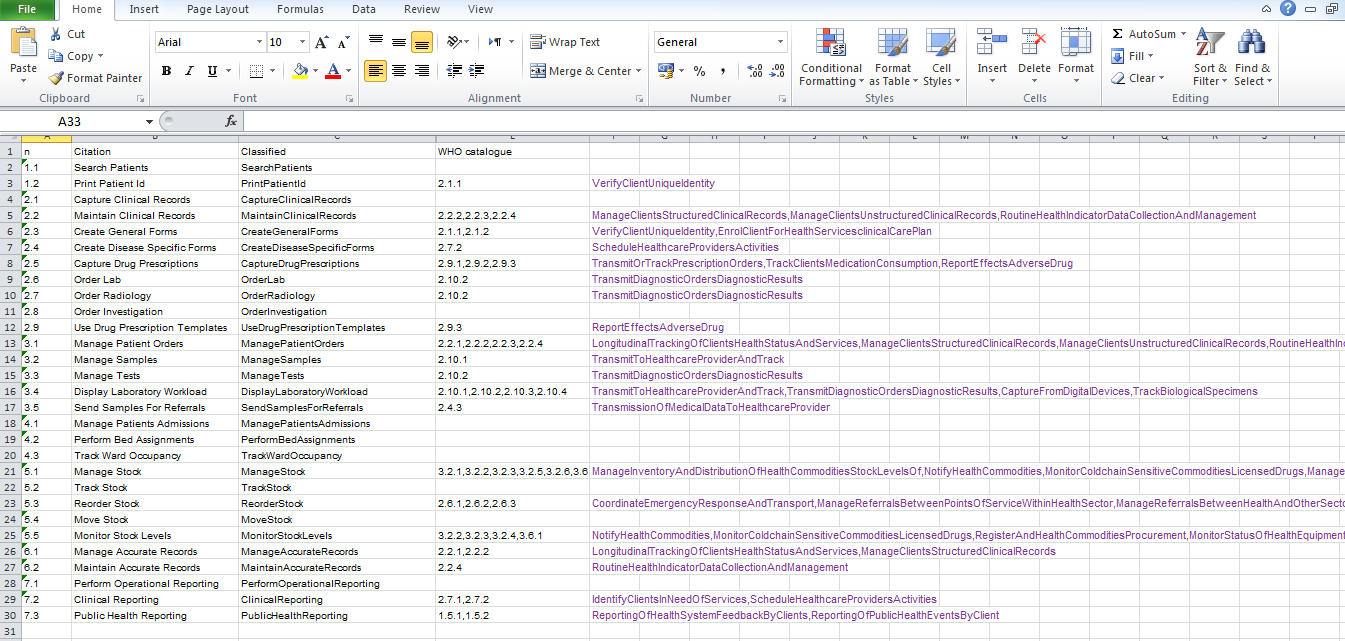 File Home Insert Page Layout Formulas Data Review View
Cut
Copy
Format Painter
Paste
Clipboard
Arial 10
B I U
Font
Wrap Text
Merge & Center
Alignment
General
%
Number
Conditional Formatting
Format as Table
Cell Styles
Styles
Insert Delete Format
Cells
AutoSum
Fill
Clear
Sort & Filter
Find & Select
Editing
A33 fx
1 n Citation Classified WHO catalogue
2 1.1 Search Patients SearchPatients
3 1.2 Print Patient Id PrintPatientId 2.1.1 VerifyClientUniqueIdentity
4 2.1 Capture Clinical Records CaptureClinicalRecords
5 2.2 Maintain Clinical Records MaintainClinicalRecords 2.2.2,2.2.3,2.2.4 ManageClientsStructuredClinicalRecords,ManageClientsUnstructuredClinicalRecords,RoutineHealthIndicatorDataCollectionAndManagement
6 2.3 Create General Forms CreateGeneralForms 2.1.1,2.1.2 VerifyClientUniqueIdentity,EnrolClientForHealthServicesclinicalCarePlan
7 2.4 Create Disease Specific Forms CreateDiseaseSpecificForms 2.7.2 ScheduleHealthcareProvidersActivities
8 2.5 Capture Drug Prescriptions CaptureDrugPrescriptions 2.9.1,2.9.2,2.9.3 TransmitOrTrackPrescriptionOrders,TrackClientsMedicationConsumption,ReportEffectsAdverseDrug
9 2.6 Order Lab OrderLab 2.10.2 TransmitDiagnosticOrdersDiagnosticResults
10 2.7 Order Radiology OrderRadiology 2.10.2 TransmitDiagnosticOrdersDiagnosticResults
11 2.8 Order Investigation OrderInvestigation
12 2.9 Use Drug Prescription Templates UseDrugPrescriptionTemplates 2.9.3 ReportEffectsAdverseDrug
13 3.1 Manage Patient Orders ManagePatientOrders 2.2.1,2.2.2,2.2.3,2.2.4 LongitudinalTrackingOfClientsHealthStatusAndServices,ManageClientsStructuredClinicalRecords,ManageClientsUnstructuredClinicalRecords,RoutineHealthIn
14 3.2 Manage Samples ManageSamples 2.10.1 TransmitToHealthcareProviderAndTrack
15 3.3 Manage Tests ManageTests 2.10.2 TransmitDiagnosticOrdersDiagnosticResults
16 3.4 Display Laboratory Workload DisplayLaboratoryWorkload 2.10.1,2.10.2,2.10.3,2.10.4 TransmitToHealthcareProviderAndTrack,TransmitDiagnosticOrdersDiagnosticResults,CaptureFromDigitalDevices,TrackBiologicalSpecimens
17 3.5 Send Samples For Referrals SendSamplesForReferrals 2.4.3 TransmissionOfMedicalDataToHealthcareProvider
18 4.1 Manage Patients Admissions ManagePatientsAdmissions
19 4.2 Perform Bed Assignments PerformBedAssignments
20 4.3 Track Ward Occupancy TrackWardOccupancy
21 5.1 Manage Stock ManageStock 3.2.1,3.2.2,3.2.3,3.2.5,3.2.6,3.6 ManageInventoryAndDistributionOfHealthCommoditiesStockLevelsOf,NotifyHealthCommodities,MonitorColdchainSensitiveCommoditiesLicensedDrugs,Manage
22 5.2 Track Stock TrackStock
23 5.3 Reorder Stock ReorderStock 2.6.1,2.6.2,2.6.3 CoordinateEmergencyResponseAndTransport,ManageReferralsBetweenPointsOfServiceWithinHealthSector,ManageReferralsBetweenHealthAndOtherSecto
24 5.4 Move Stock MoveStock
25 5.5 Monitor Stock Levels MonitorStockLevels 3.2.2,3.2.3,3.2.4,3.6.1 NotifyHealthCommodities,MonitorColdchainSensitiveCommoditiesLicensedDrugs,RegisterAndHealthCommoditiesProcurement,MonitorStatusOfHealthEquipment
26 6.1 Manage Accurate Records ManageAccurateRecords 2.2.1,2.2.2 LongitudinalTrackingOfClientsHealthStatusAndServices,ManageClientsStructuredClinicalRecords
27 6.2 Maintain Accurate Records MaintainAccurateRecords 2.2.4 RoutineHealthIndicatorDataCollectionAndManagement
28 7.1 Perform Operational Reporting PerformOperationalReporting
29 7.2 Clinical Reporting ClinicalReporting 2.7.1,2.7.2 IdentifyClientsInNeedOfServices,ScheduleHealthcareProvidersActivities
30 7.3 Public Health Reporting PublicHealthReporting 1.5.1,1.5.2 ReportingOfHealthSystemFeedbackByClients,ReportingOfPublicHealthEventsByClient
31